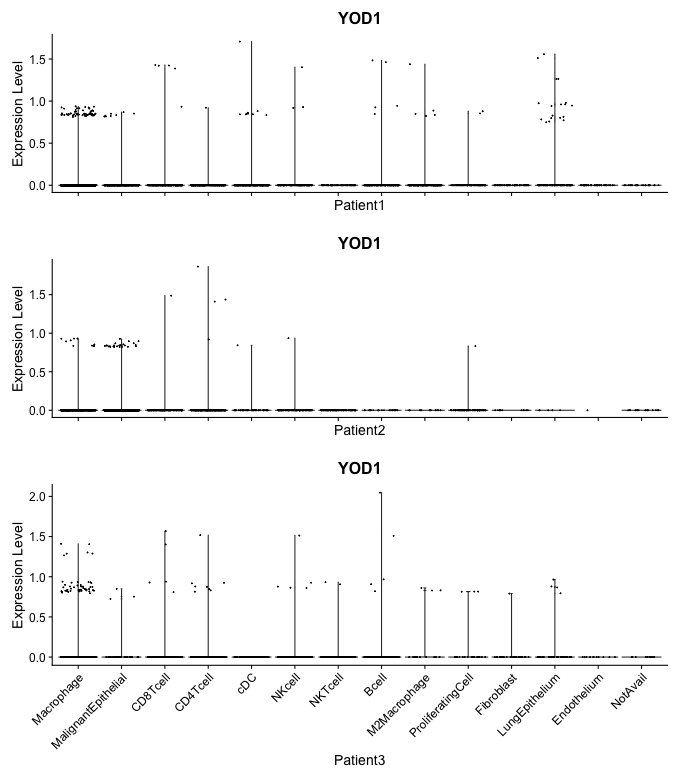 YOD1
Expression Level
1.5
1.0
0.5
0.0
Patient1
YOD1
Expression Level
1.5
1.0
0.5
0.0
Patient2
YOD1
Expression Level
2.0
1.5
1.0
0.5
0.0
Macrophage
MalignantEpithelial
CD8Tcell
CD4Tcell
cDC
NKcell
NKTcell
Bcell
M2Macrophage
ProliferatingCell
Fibroblast
LungEpithelium
Endothelium
NotAvail
Patient3